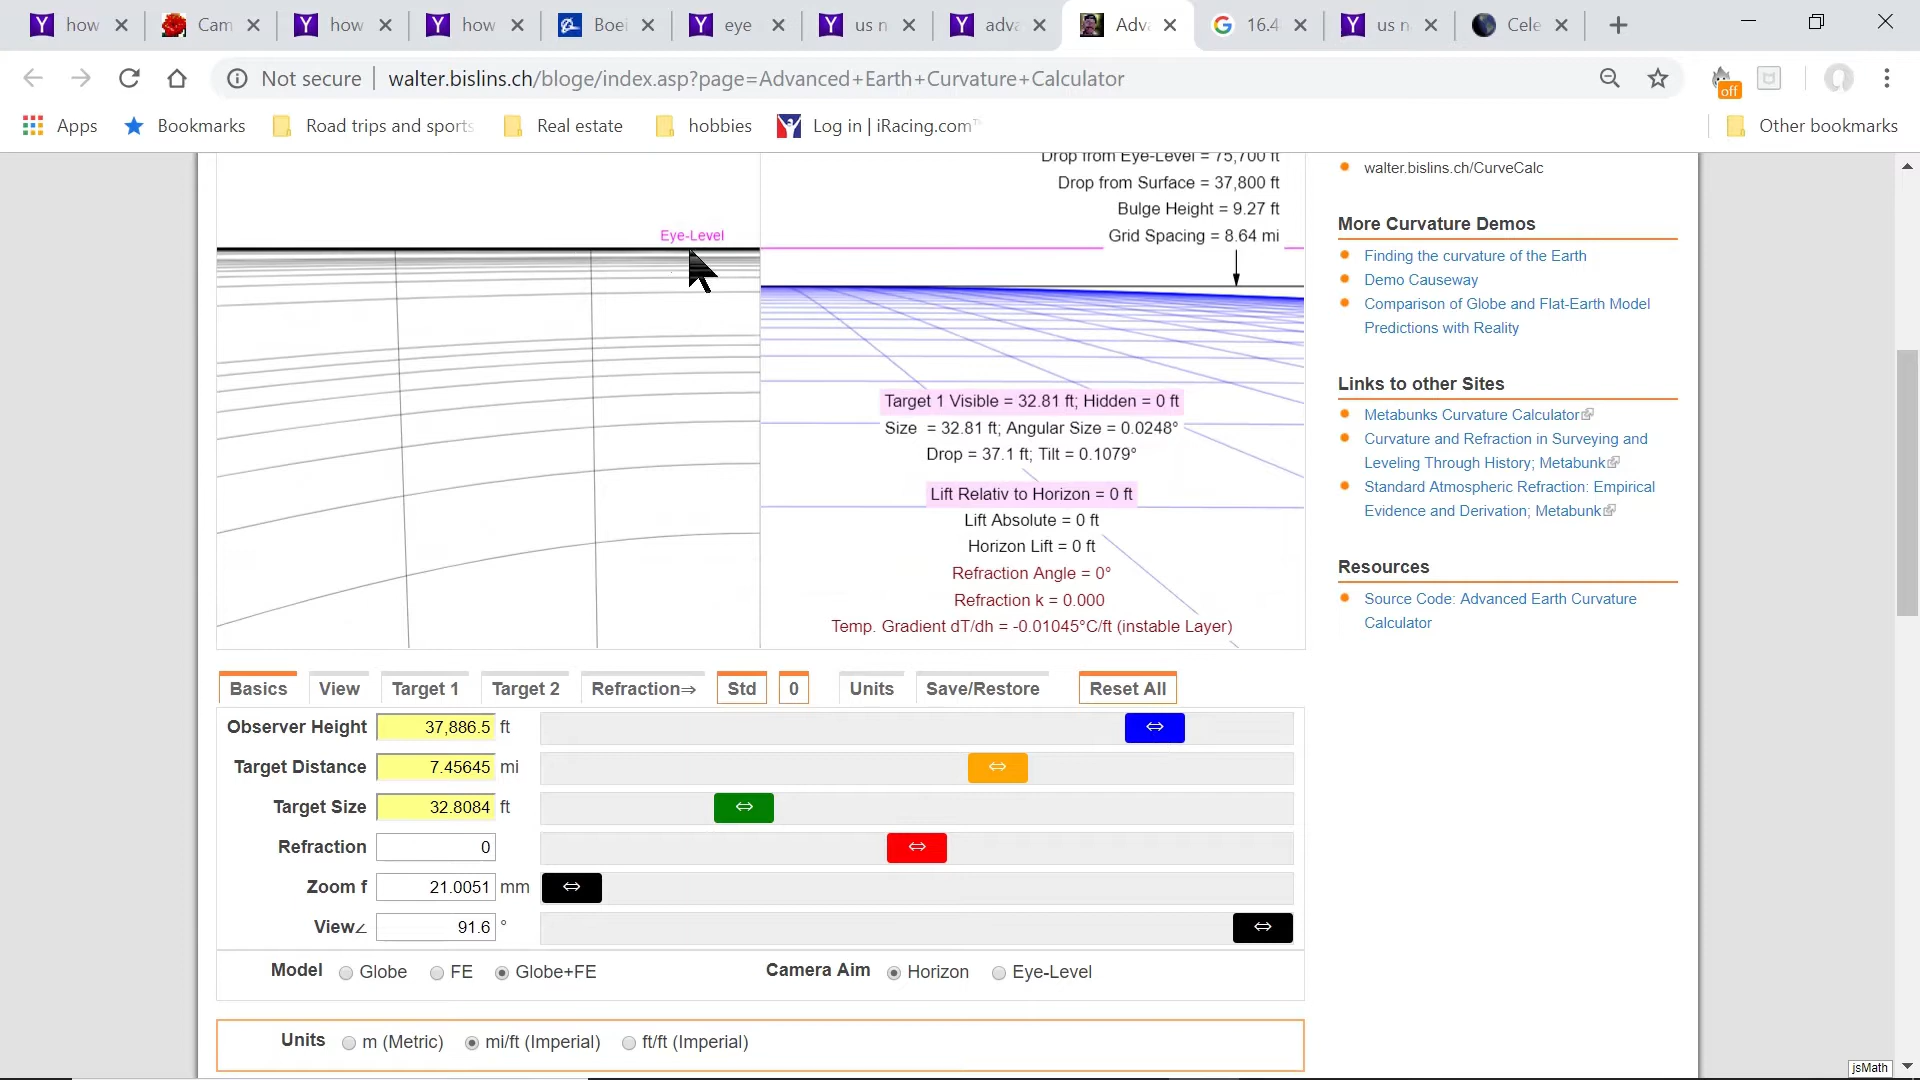 how
Cam
how
how
Boei
eye
us n
adva
Adva
16.4
us n
Cele
Not secure
walter.bislins.ch/bloge/index.asp?page=Advanced+Earth+Curvature+Calculator
off
Apps
Bookmarks
Road trips and sports
Real estate
hobbies
Log in | iRacing.com™
Other bookmarks
Drop from Eye-Level = 75,700 ft
Drop from Surface = 37,800 ft
Bulge Height = 9.27 ft
Grid Spacing = 8.64 mi
Eye-Level
Target 1 Visible = 32.81 ft; Hidden = 0 ft
Size = 32.81 ft; Angular Size = 0.0248°
Drop = 37.1 ft; Tilt = 0.1079°
Lift Relativ to Horizon = 0 ft
Lift Absolute = 0 ft
Horizon Lift = 0 ft
Refraction Angle = 0°
Refraction k = 0.000
Temp. Gradient dT/dh = -0.01045°C/ft (instable Layer)
walter.bislins.ch/CurveCalc
More Curvature Demos
Finding the curvature of the Earth
Demo Causeway
Comparison of Globe and Flat-Earth Model
Predictions with Reality
Links to other Sites
Metabunks Curvature Calculator
Curvature and Refraction in Surveying and
Leveling Through History; Metabunk
Standard Atmospheric Refraction: Empirical
Evidence and Derivation; Metabunk
Resources
Source Code: Advanced Earth Curvature
Calculator
Basics View Target 1 Target 2 Refraction⇒ Std 0 Units Save/Restore Reset All
Observer Height 37,886.5 ft
Target Distance 7.45645 mi
Target Size 32.8084 ft
Refraction 0
Zoom f 21.0051 mm
View∠ 91.6 °
Model Globe FE Globe+FE Camera Aim Horizon Eye-Level
Units m (Metric) mi/ft (Imperial) ft/ft (Imperial)
jsMath